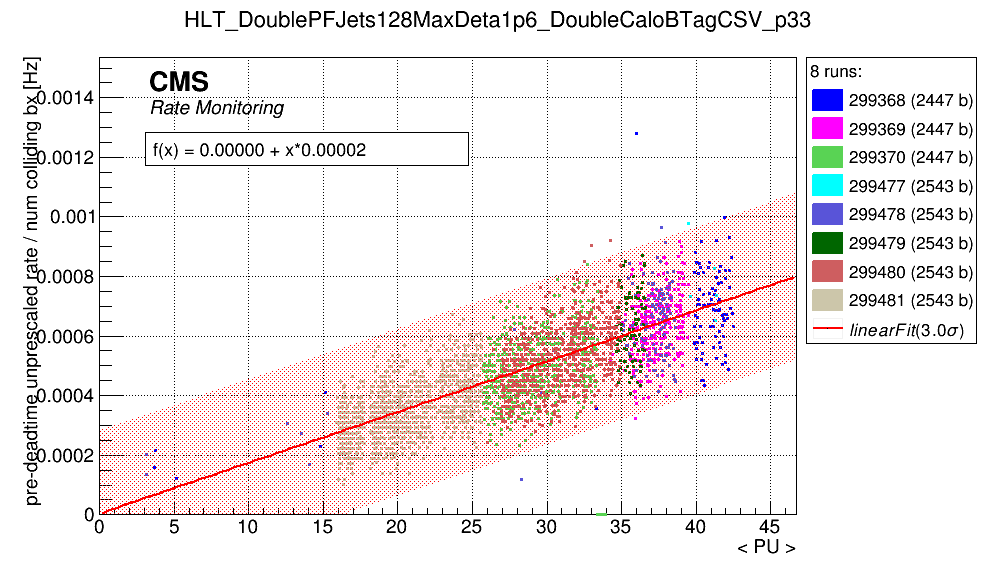 HLT_DoublePFJets128MaxDeta1p6_DoubleCaloBTagCSV_p33
pre-deadtime unprescaled rate / num colliding bx [Hz]
CMS
Rate Monitoring
f(x) = 0.00000 + x*0.00002
0.0014
0.0012
0.001
0.0008
0.0006
0.0004
0.0002
0
0 5 10 15 20 25 30 35 40 45
< PU >
8 runs:
299368 (2447 b)
299369 (2447 b)
299370 (2447 b)
299477 (2543 b)
299478 (2543 b)
299479 (2543 b)
299480 (2543 b)
299481 (2543 b)
linearFit(3.0σ)